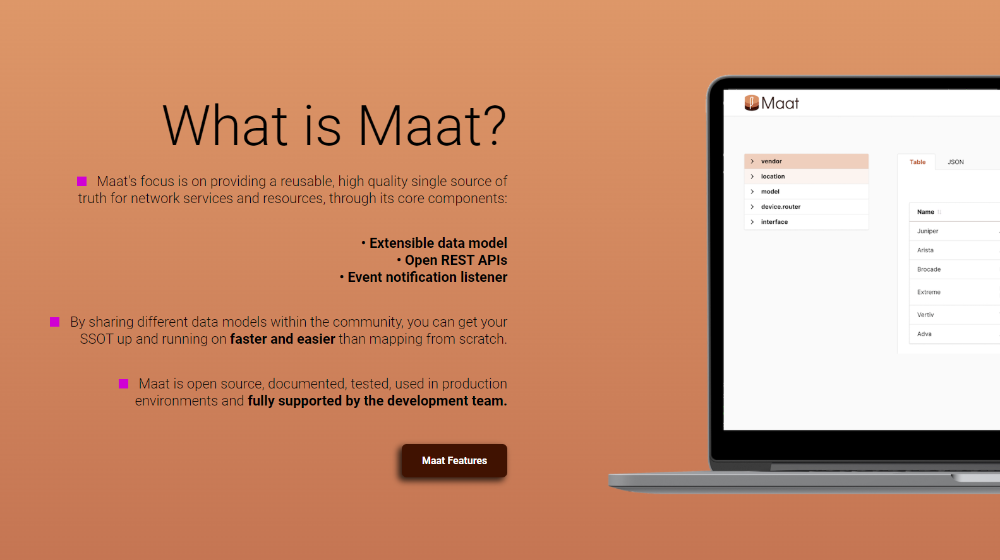 What is Maat?
Maat's focus is on providing a reusable, high quality single source of
truth for network services and resources, through its core components:
• Extensible data model
• Open REST APIs
• Event notification listener
By sharing different data models within the community, you can get your
SSOT up and running on faster and easier than mapping from scratch.
Maat is open source, documented, tested, used in production
environments and fully supported by the development team.
Maat Features
Maat
vendor
location
model
device.router
interface
Table JSON
Name
Juniper
Arista
Brocade
Extreme
Vertiv
Adva